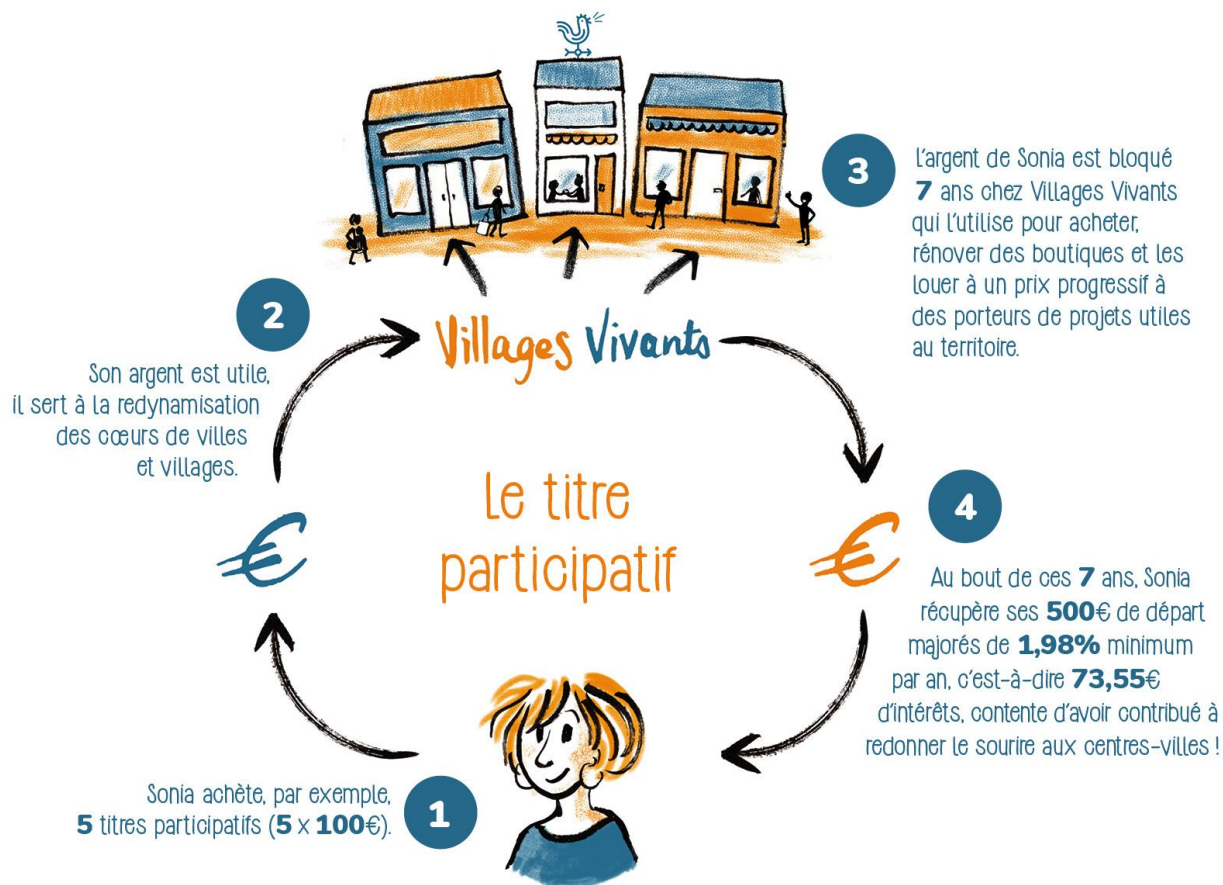 Villages Vivants
Le titre
participatif
1
Sonia achète, par exemple,
5 titres participatifs (5 x 100€).
2
Son argent est utile,
il sert à la redynamisation
des cœurs de villes
et villages.
€
3
L'argent de Sonia est bloqué
7 ans chez Villages Vivants
qui l'utilise pour acheter,
rénover des boutiques et les
louer à un prix progressif à
des porteurs de projets utiles
au territoire.
€
4
Au bout de ces 7 ans, Sonia
récupère ses 500€ de départ
majorés de 1,98% minimum
par an, c'est-à-dire 73,55€
d'intérêts, contente d'avoir contribué à
redonner le sourire aux centres-villes !